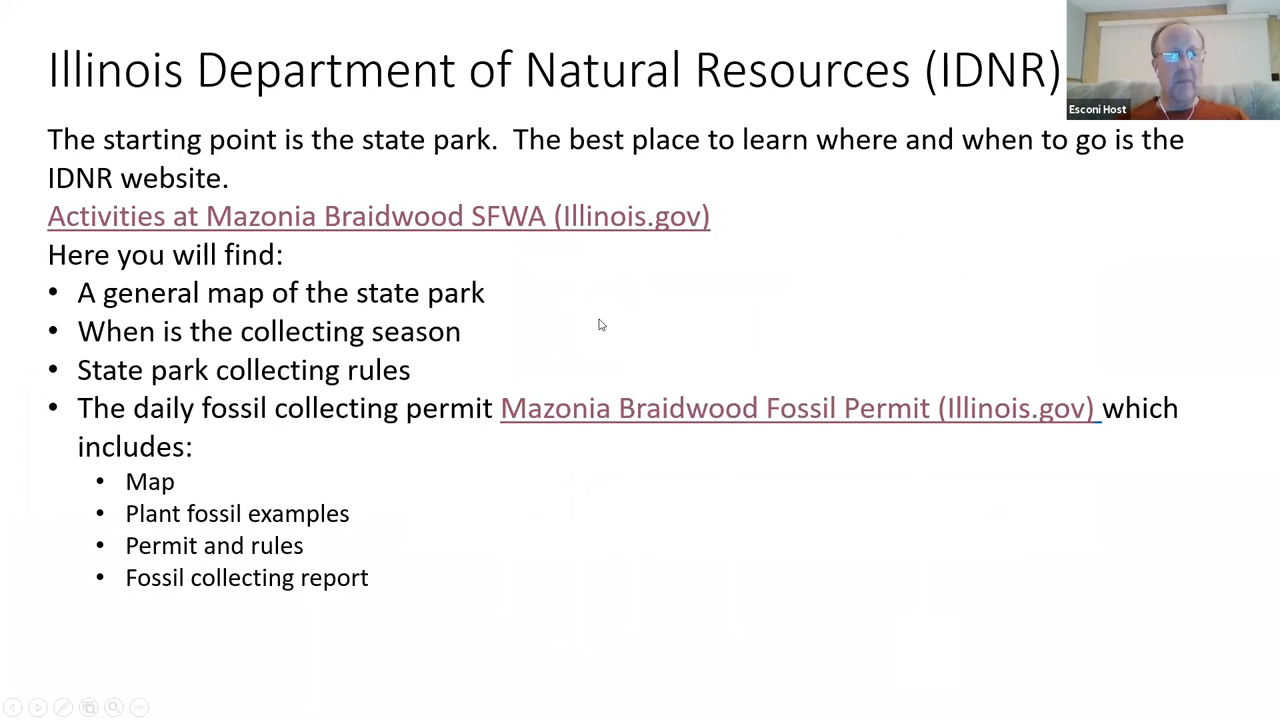 Illinois Department of Natural Resources (IDNR)
Esconi Host
The starting point is the state park.  The best place to learn where and when to go is the
IDNR website.
Activities at Mazonia Braidwood SFWA (Illinois.gov)
Here you will find:
• A general map of the state park
• When is the collecting season
• State park collecting rules
• The daily fossil collecting permit Mazonia Braidwood Fossil Permit (Illinois.gov) which
includes:
• Map
• Plant fossil examples
• Permit and rules
• Fossil collecting report